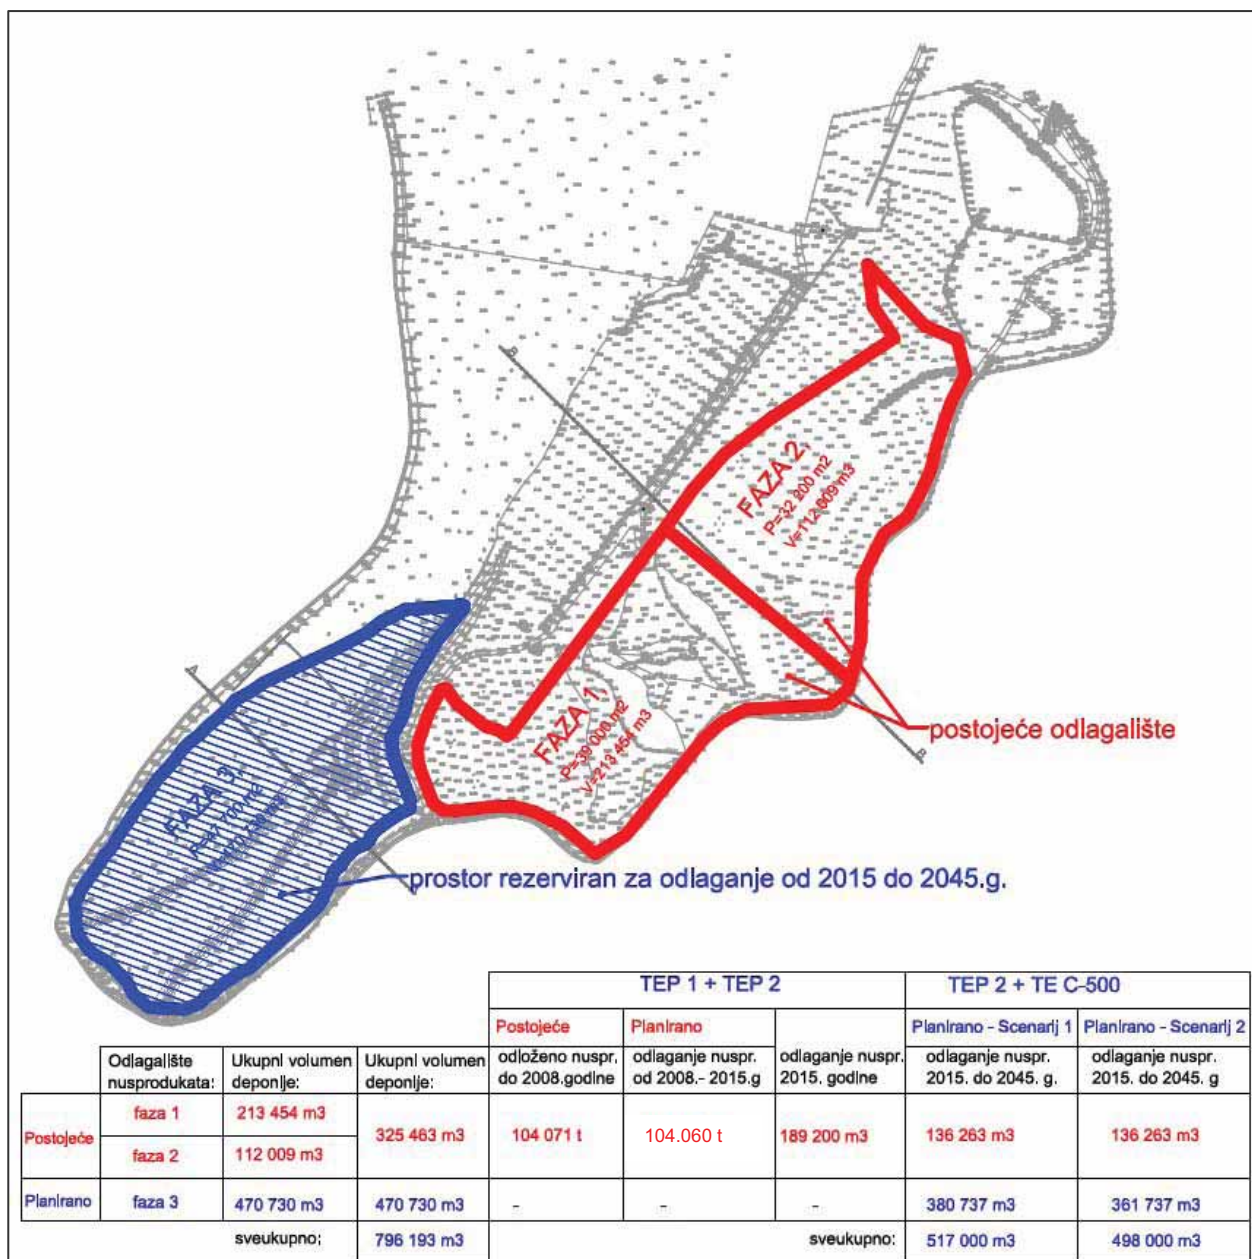 B
FAZA 2,
P=32 200 m2
V=112 009 m3
A
FAZA 1,
P=39 000 m2
V=213 454 m3
postojeće odlagalište
B
FAZA 3,
P=47 700 m2
prostor rezerviran za odlaganje od 2015 do 2045.g.
TEP 1 + TEP 2
TEP 2 + TE C-500
Postojeće
Planirano
Planirano - Scenarij 1
Planirano - Scenarij 2
Odlagalište nusprodukata:
Ukupni volumen deponije:
Ukupni volumen deponije:
odloženo nuspr. do 2008.godine
odlaganje nuspr. od 2008.- 2015.g
odlaganje nuspr. 2015. godine
odlaganje nuspr. 2015. do 2045. g.
odlaganje nuspr. 2015. do 2045. g
Postojeće
faza 1
213 454 m3
faza 2
112 009 m3
325 463 m3
104 071 t
104.060 t
189 200 m3
136 263 m3
136 263 m3
Planirano
faza 3
470 730 m3
470 730 m3
-
-
-
380 737 m3
361 737 m3
sveukupno:
796 193 m3
sveukupno:
517 000 m3
498 000 m3